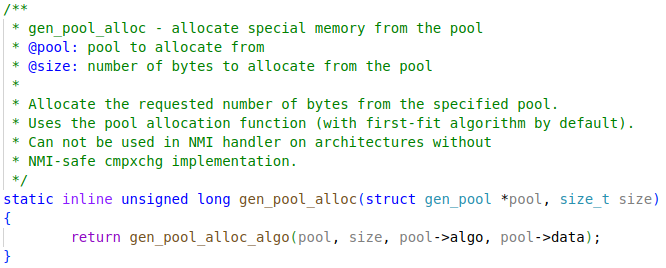 /**
 * gen_pool_alloc - allocate special memory from the pool
 * @pool: pool to allocate from
 * @size: number of bytes to allocate from the pool
 *
 * Allocate the requested number of bytes from the specified pool.
 * Uses the pool allocation function (with first-fit algorithm by default).
 * Can not be used in NMI handler on architectures without
 * NMI-safe cmpxchg implementation.
 */
static inline unsigned long gen_pool_alloc(struct gen_pool *pool, size_t size)
{
        return gen_pool_alloc_algo(pool, size, pool->algo, pool->data);
}